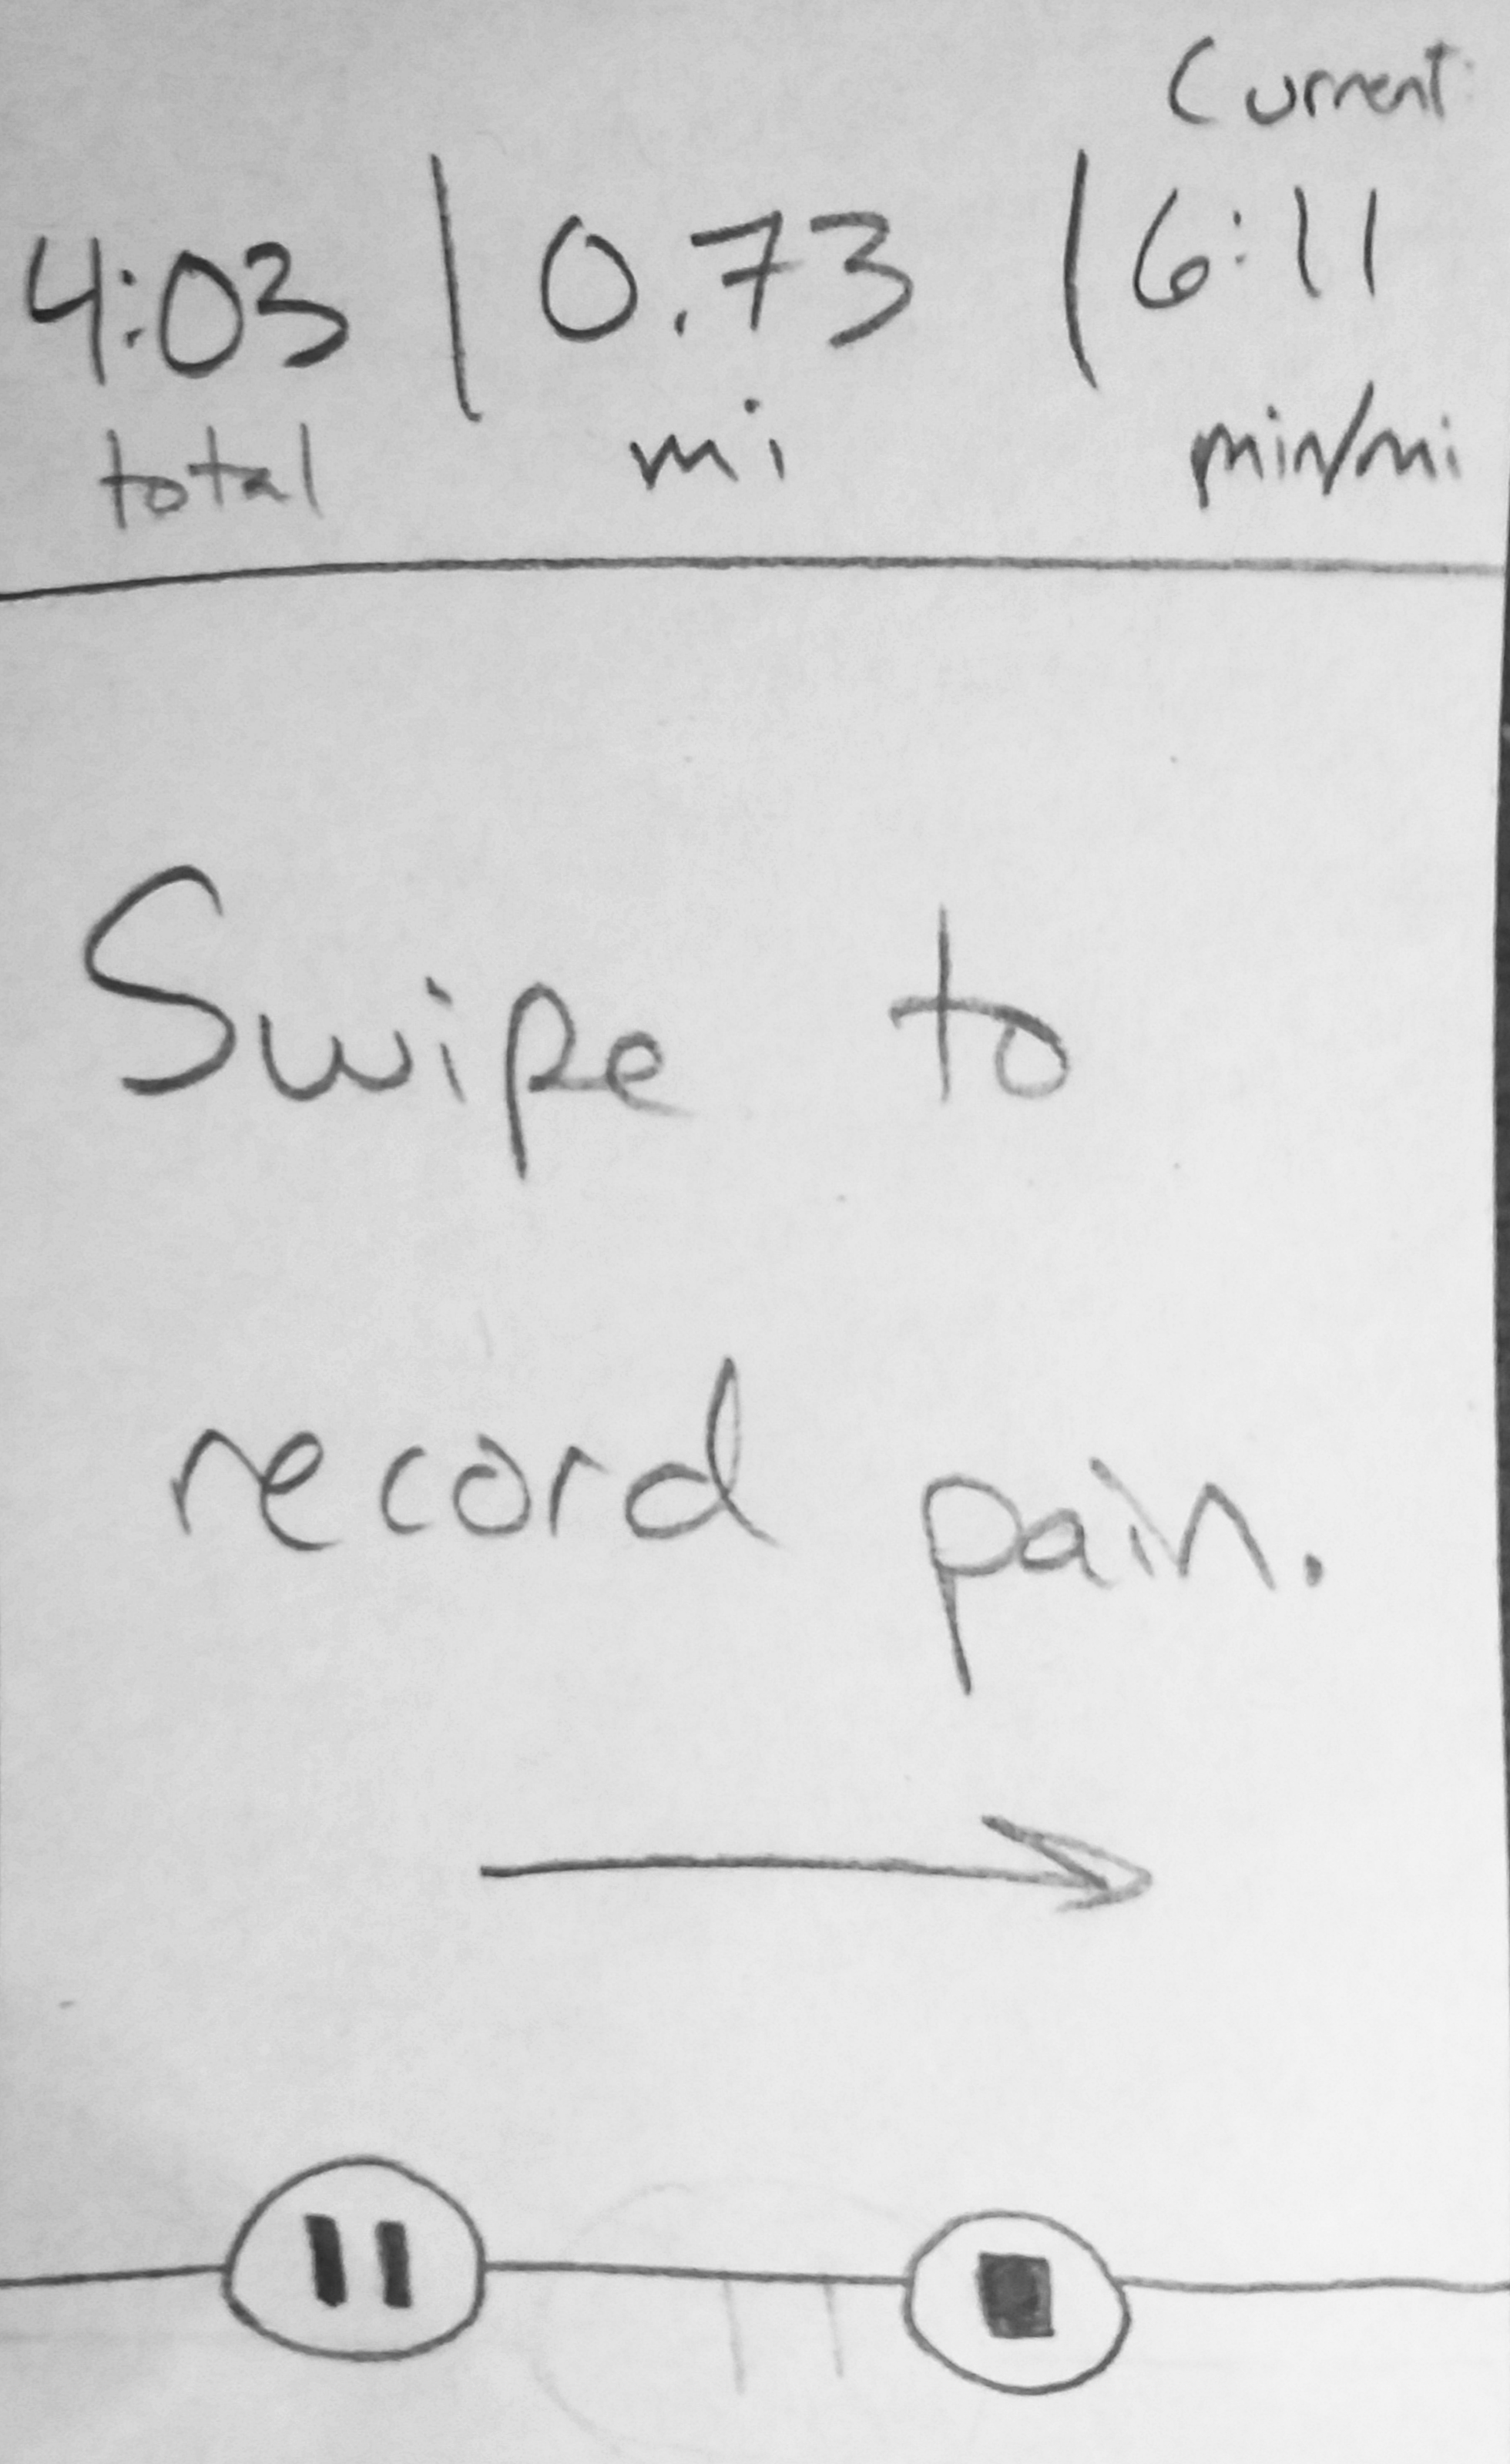 Current:
4:03 | 0.73 | 6:11
total mi min/mi
Swipe to
record pain.